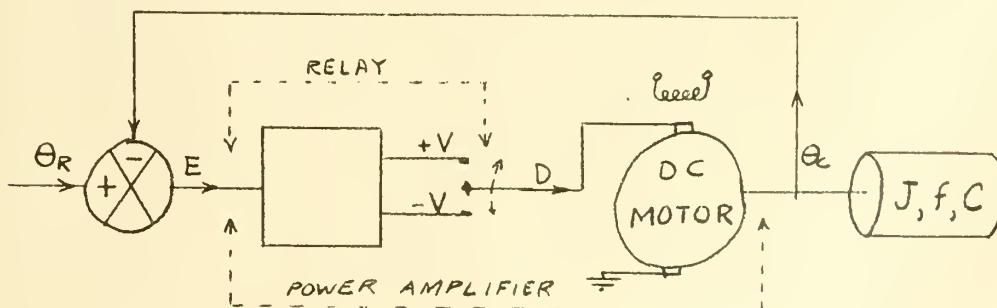 RELAY
θR
+
-
E
+V
-V
D
DC
MOTOR
θc
J, f, C
POWER AMPLIFIER